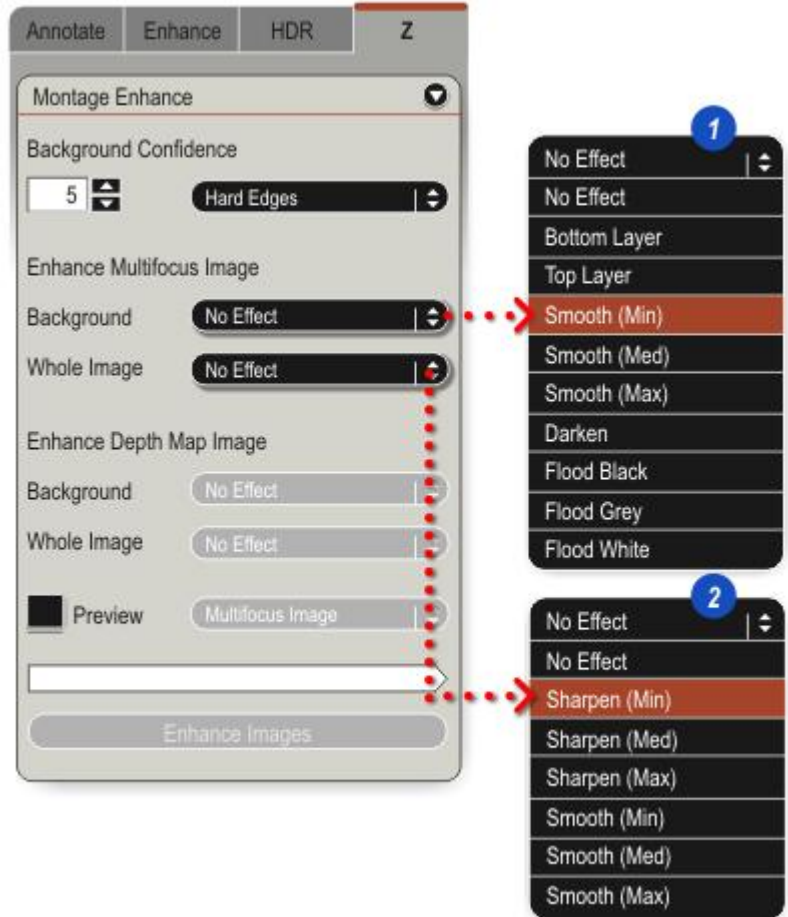 Annotate Enhance HDR Z
Montage Enhance
Background Confidence
5 Hard Edges
Enhance Multifocus Image
Background No Effect
Whole Image No Effect
Enhance Depth Map Image
Background No Effect
Whole Image No Effect
Preview Multifocus Image
Enhance Images
1
No Effect
No Effect
Bottom Layer
Top Layer
Smooth (Min)
Smooth (Med)
Smooth (Max)
Darken
Flood Black
Flood Grey
Flood White
2
No Effect
No Effect
Sharpen (Min)
Sharpen (Med)
Sharpen (Max)
Smooth (Min)
Smooth (Med)
Smooth (Max)